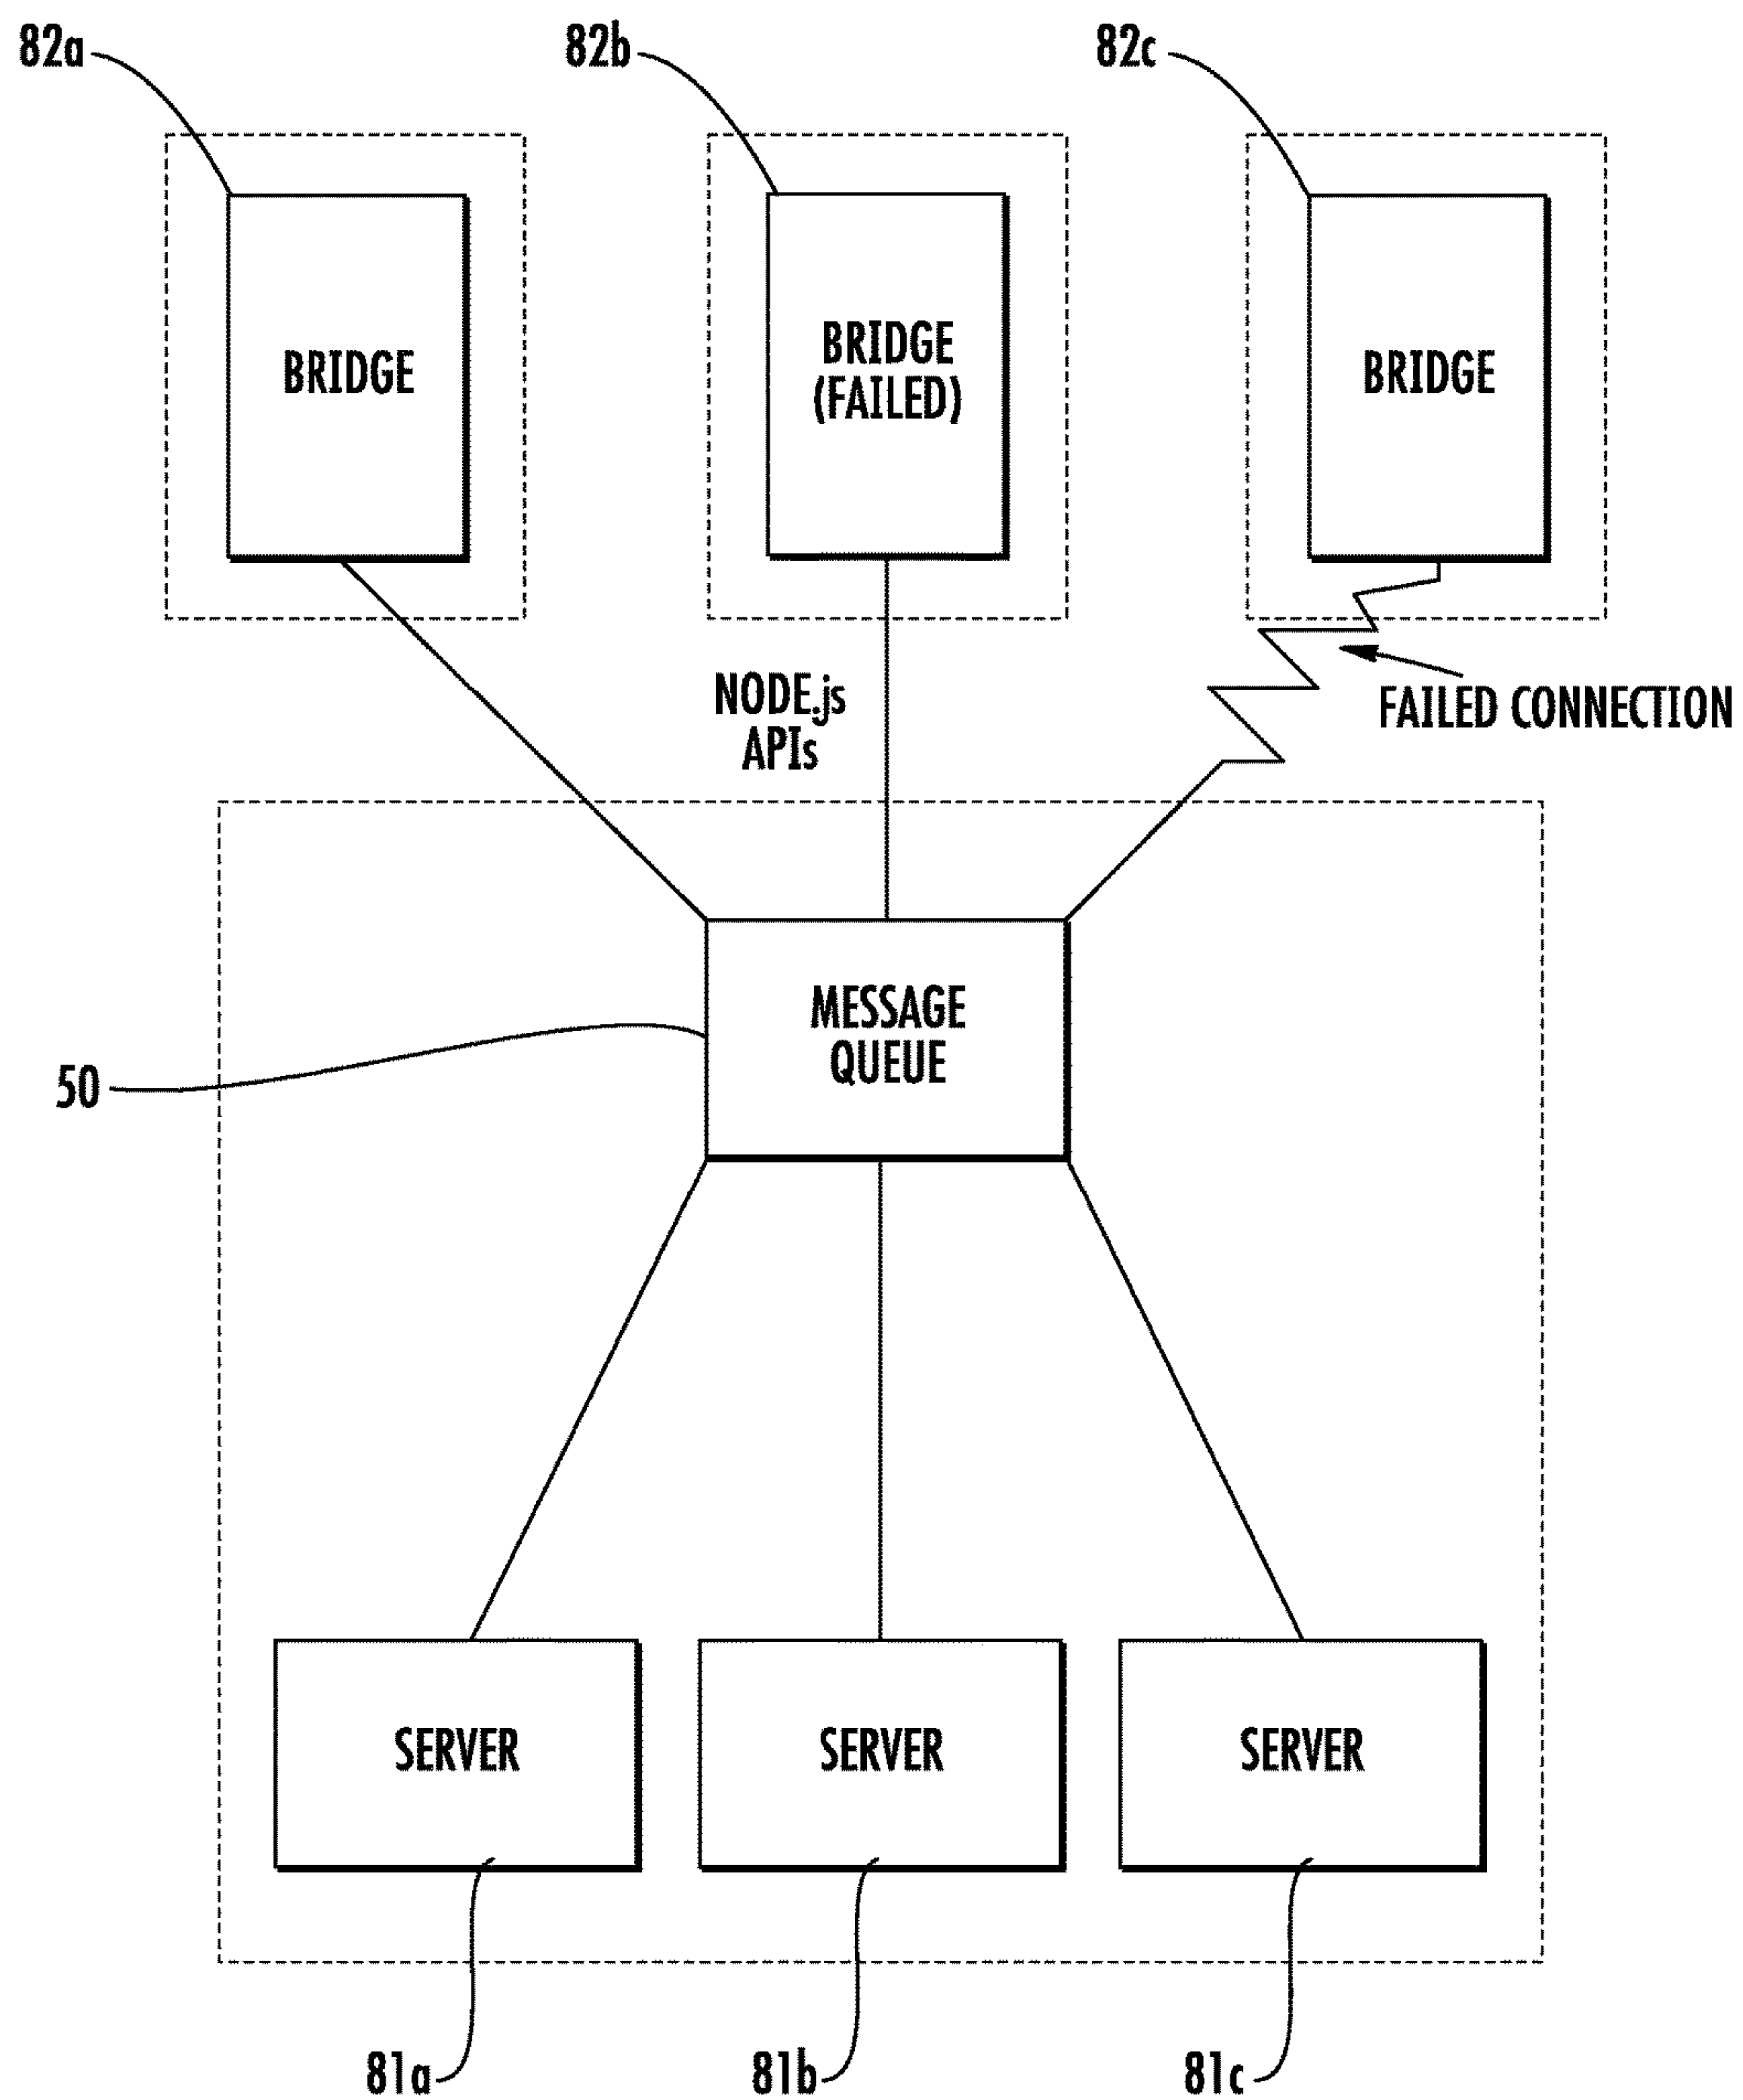 82a
82b
82c
BRIDGE
BRIDGE
(FAILED)
BRIDGE
NODE.js
APIs
FAILED CONNECTION
MESSAGE
QUEUE
50
SERVER
SERVER
SERVER
81a
81b
81c